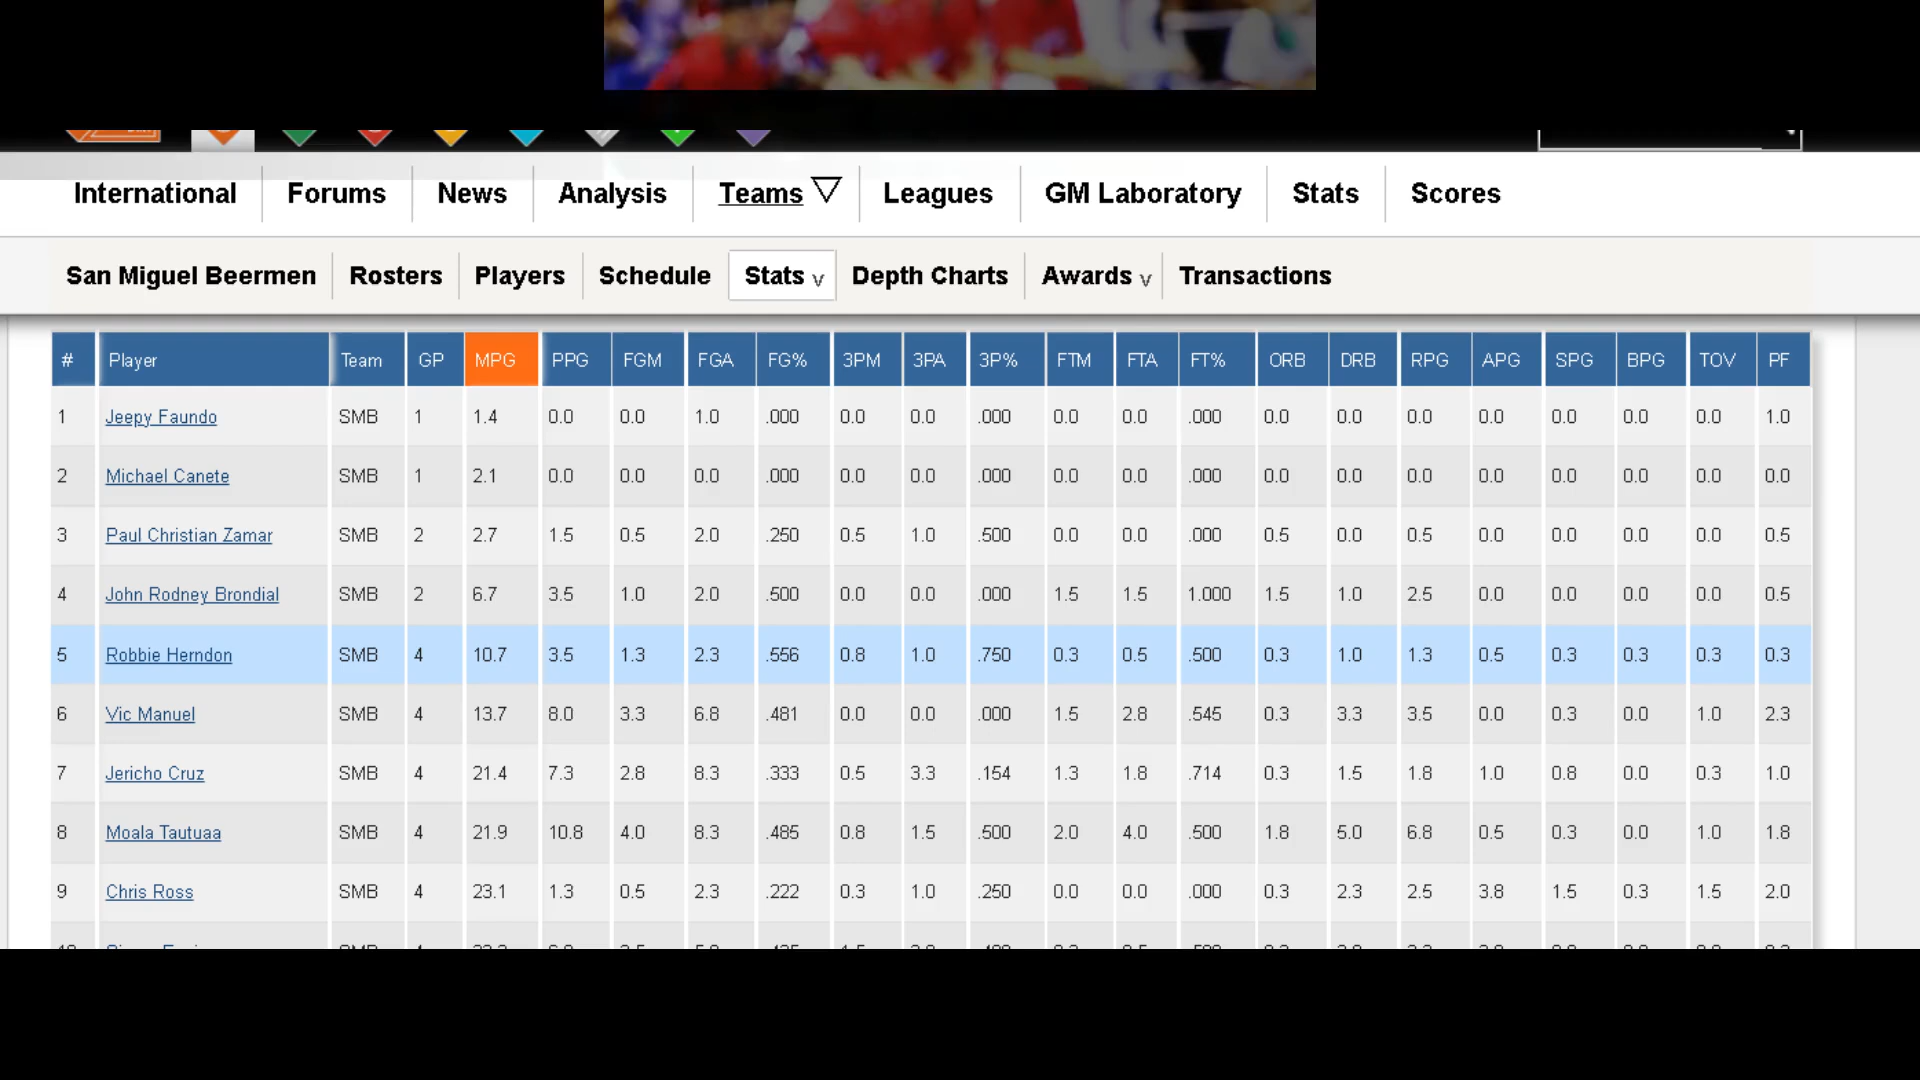 International Forums News Analysis Teams Leagues GM Laboratory Stats Scores
San Miguel Beermen Rosters Players Schedule Stats v Depth Charts Awards v Transactions
# Player Team GP MPG PPG FGM FGA FG% 3PM 3PA 3P% FTM FTA FT% ORB DRB RPG APG SPG BPG TOV PF
1 Jeepy Faundo SMB 1 1.4 0.0 0.0 1.0 .000 0.0 0.0 .000 0.0 0.0 .000 0.0 0.0 0.0 0.0 0.0 0.0 0.0 1.0
2 Michael Canete SMB 1 2.1 0.0 0.0 0.0 .000 0.0 0.0 .000 0.0 0.0 .000 0.0 0.0 0.0 0.0 0.0 0.0 0.0 0.0
3 Paul Christian Zamar SMB 2 2.7 1.5 0.5 2.0 .250 0.5 1.0 .500 0.0 0.0 .000 0.5 0.0 0.5 0.0 0.0 0.0 0.0 0.5
4 John Rodney Brondial SMB 2 6.7 3.5 1.0 2.0 .500 0.0 0.0 .000 1.5 1.5 1.000 1.5 1.0 2.5 0.0 0.0 0.0 0.0 0.5
5 Robbie Herndon SMB 4 10.7 3.5 1.3 2.3 .556 0.8 1.0 .750 0.3 0.5 .500 0.3 1.0 1.3 0.5 0.3 0.3 0.3 0.3
6 Vic Manuel SMB 4 13.7 8.0 3.3 6.8 .481 0.0 0.0 .000 1.5 2.8 .545 0.3 3.3 3.5 0.0 0.3 0.0 1.0 2.3
7 Jericho Cruz SMB 4 21.4 7.3 2.8 8.3 .333 0.5 3.3 .154 1.3 1.8 .714 0.3 1.5 1.8 1.0 0.8 0.0 0.3 1.0
8 Moala Tautuaa SMB 4 21.9 10.8 4.0 8.3 .485 0.8 1.5 .500 2.0 4.0 .500 1.8 5.0 6.8 0.5 0.3 0.0 1.0 1.8
9 Chris Ross SMB 4 23.1 1.3 0.5 2.3 .222 0.3 1.0 .250 0.0 0.0 .000 0.3 2.3 2.5 3.8 1.5 0.3 1.5 2.0